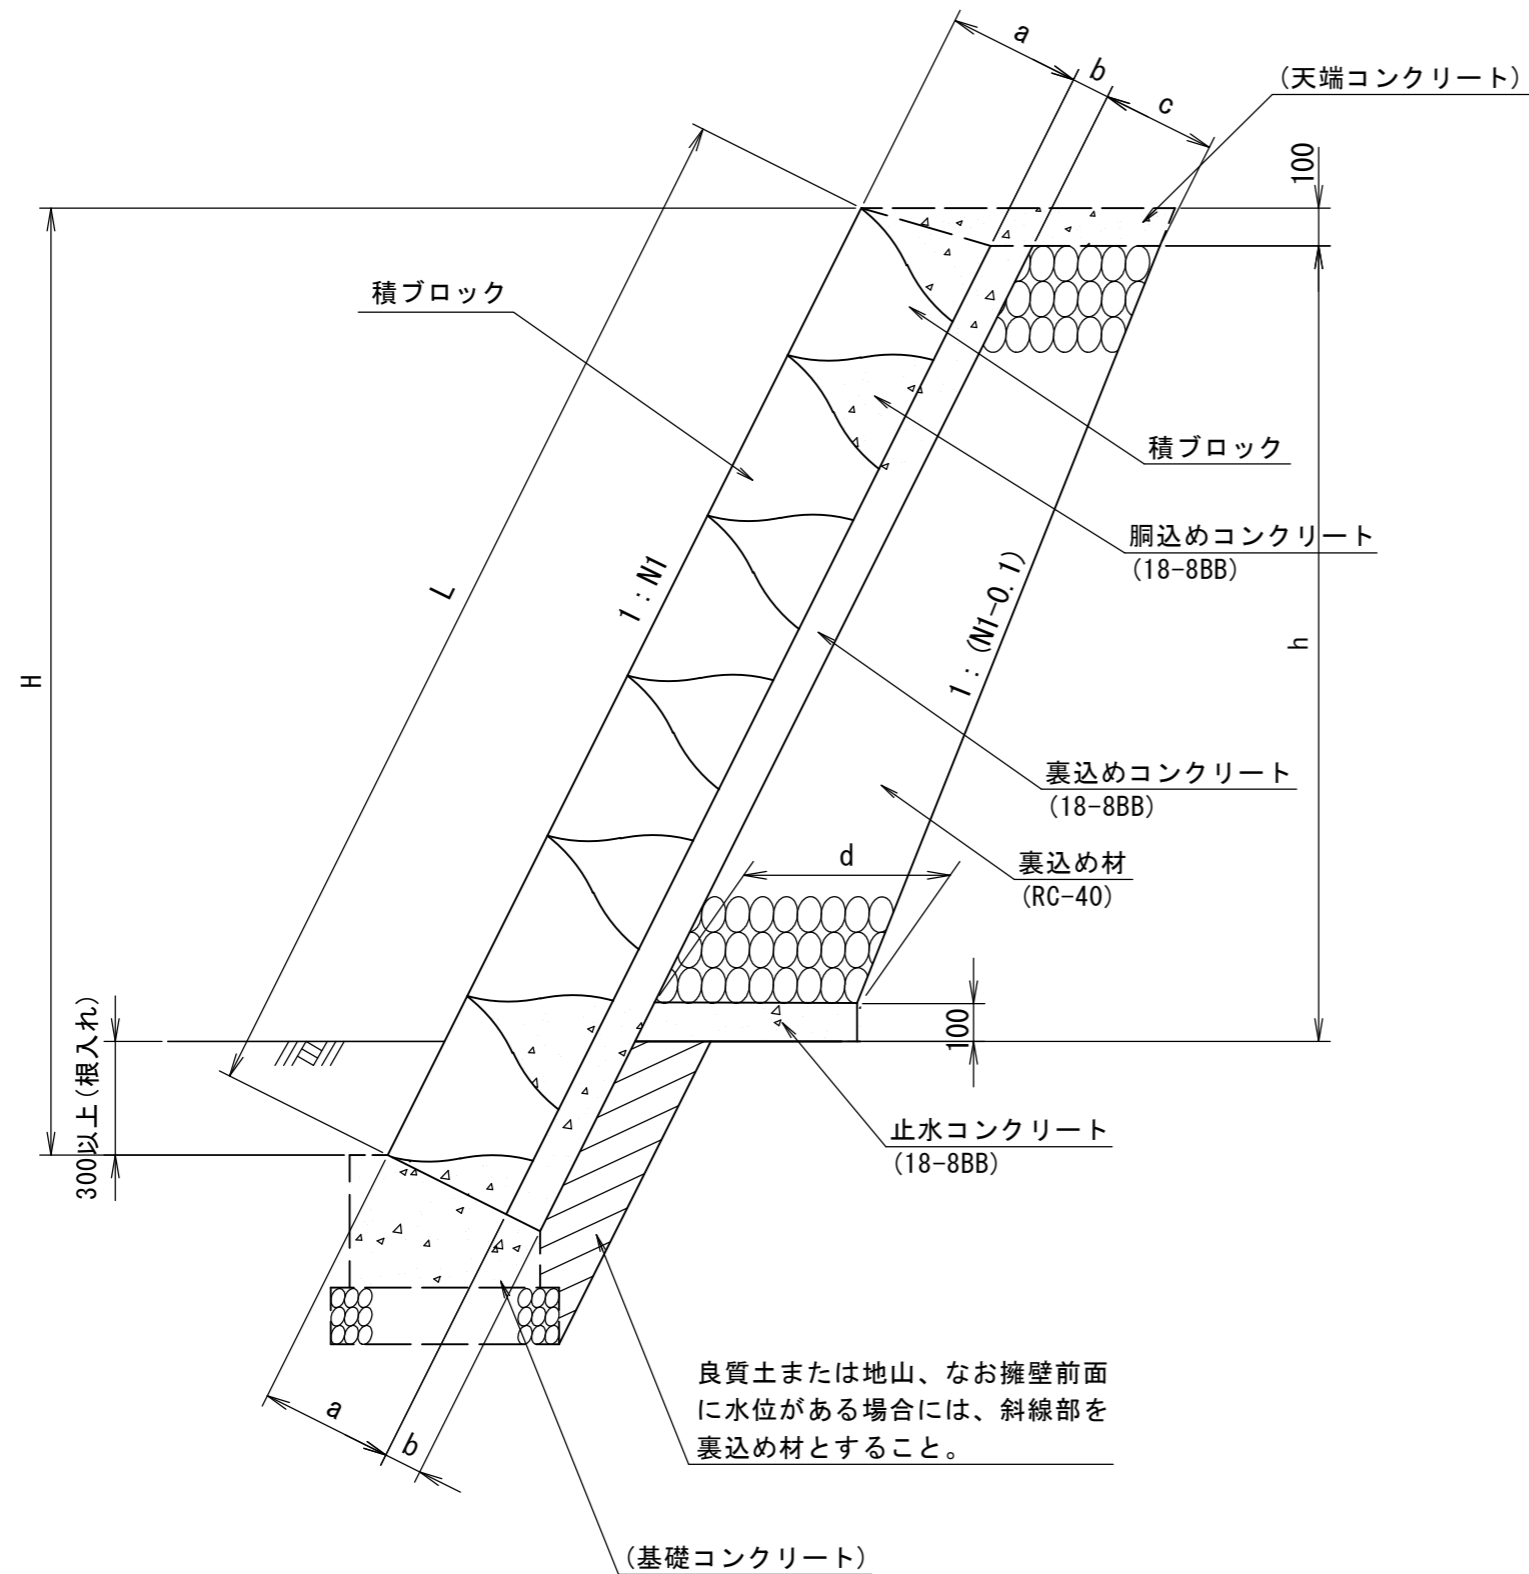 a
b
c
(天端コンクリート)
100
積ブロック
積ブロック
胴込めコンクリート
(18-8BB)
L
1：N1
1：(N1-0.1)
H
h
裏込めコンクリート
(18-8BB)
d
裏込め材
(RC-40)
100
300以上(根入れ)
止水コンクリート
(18-8BB)
良質土または地山、なお擁壁前面
に水位がある場合には、斜線部を
裏込め材とすること。
a
b
(基礎コンクリート)